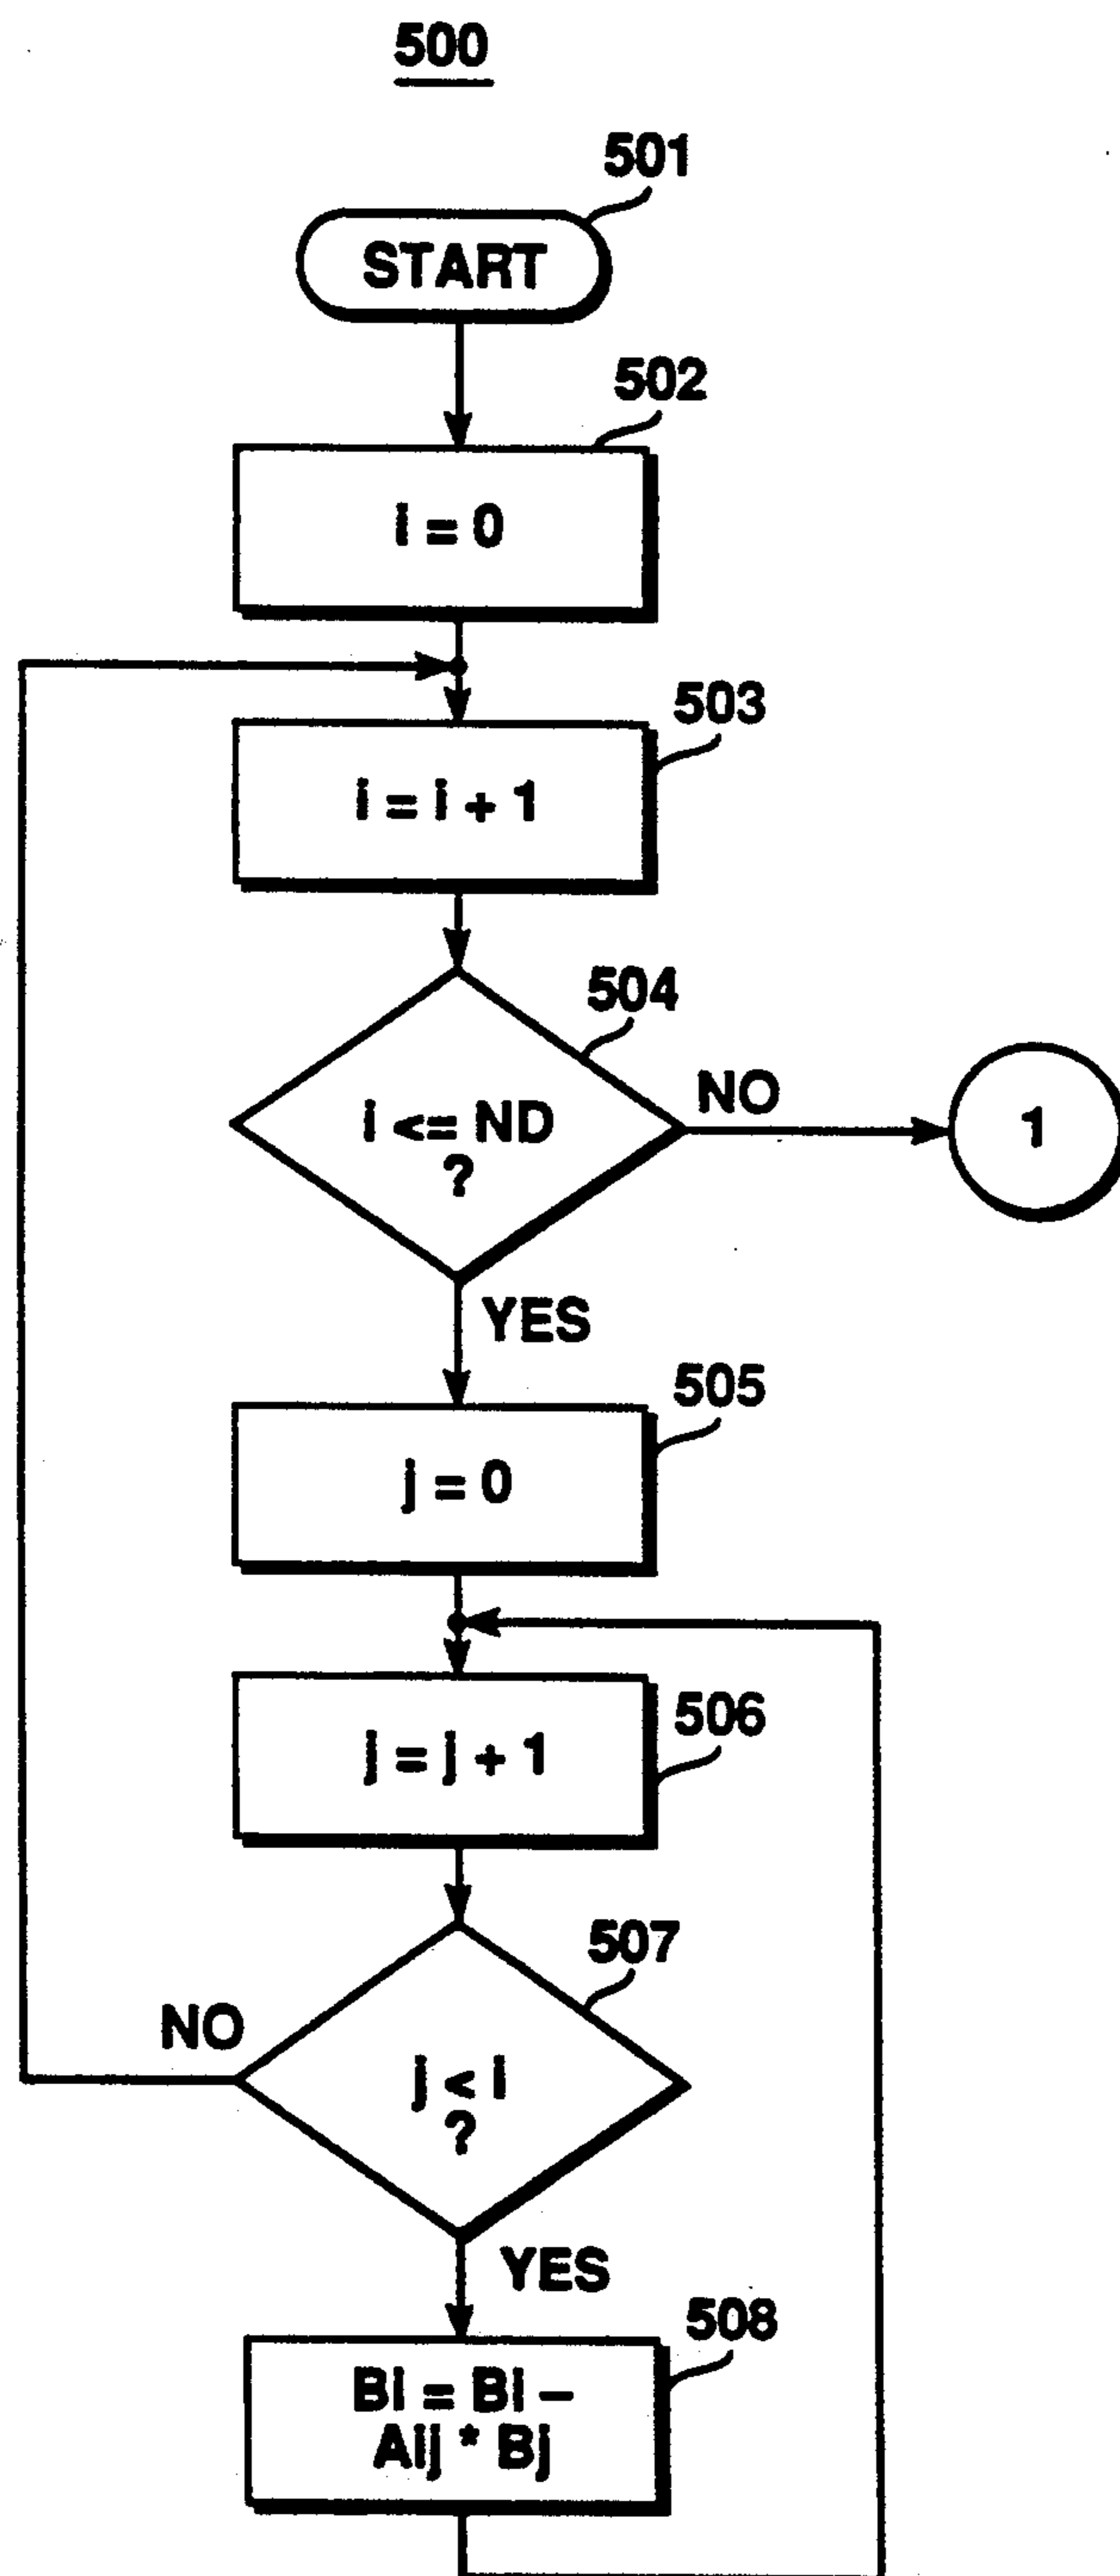 500
501
START
502
i = 0
503
i = i + 1
504
i <= ND
?
NO
1
YES
505
j = 0
506
j = j + 1
507
NO
j < i
?
YES
508
Bi = Bi –
Aij * Bj